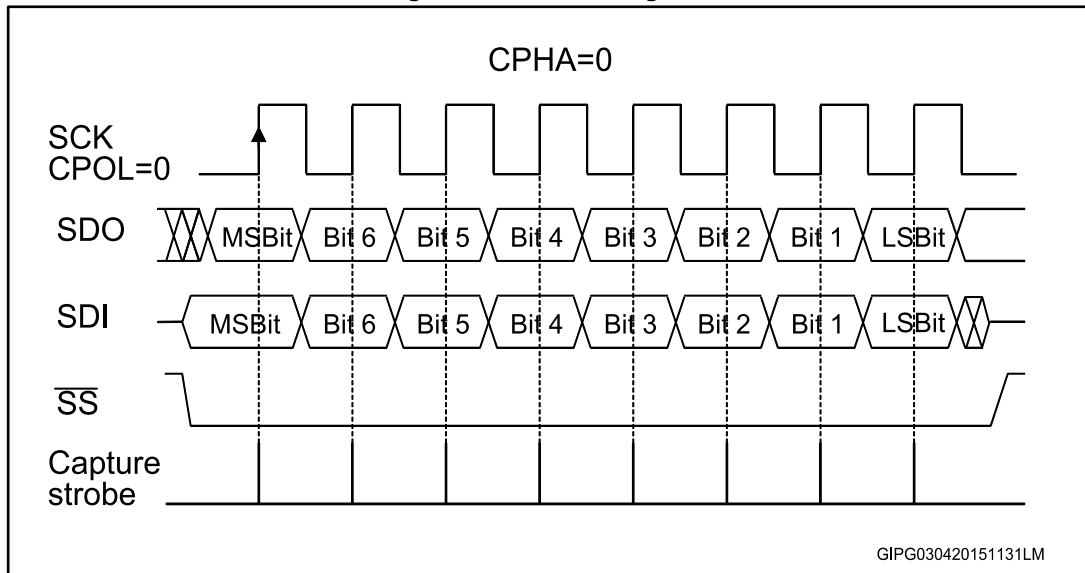 CPHA=0
SCK
CPOL=0
SDO
MSBit Bit 6 Bit 5 Bit 4 Bit 3 Bit 2 Bit 1 LSBit
SDI
MSBit Bit 6 Bit 5 Bit 4 Bit 3 Bit 2 Bit 1 LSBit
SS
Capture
strobe
GIPG030420151131LM